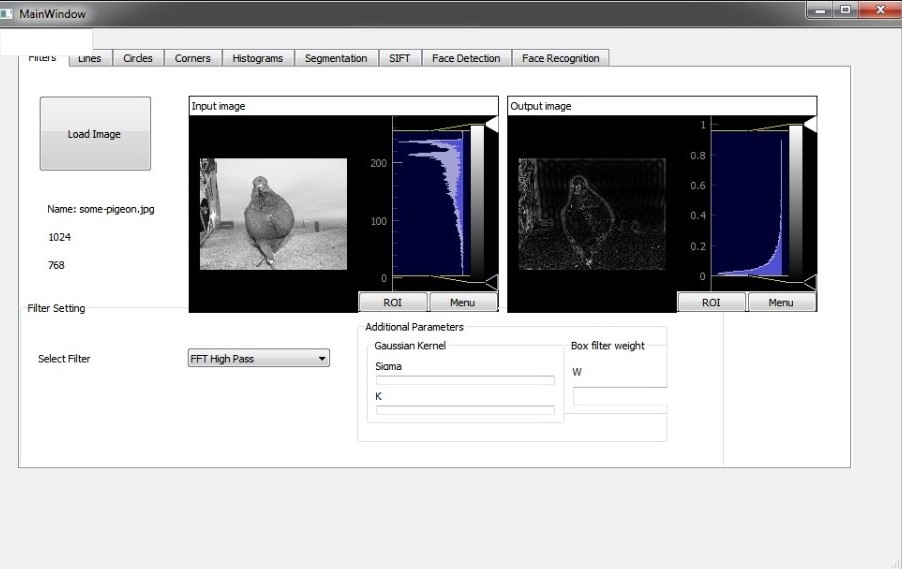 MainWindow
Filters Lines Circles Corners Histograms Segmentation SIFT Face Detection Face Recognition
Load Image
Input image
Output image
200
100
0
1
0.8
0.6
0.4
0.2
0
Name: some-pigeon.jpg
1024
768
ROI Menu
ROI Menu
Filter Setting
Select Filter
FFT High Pass
Additional Parameters
Gaussian Kernel
Sigma
K
Box filter weight
W